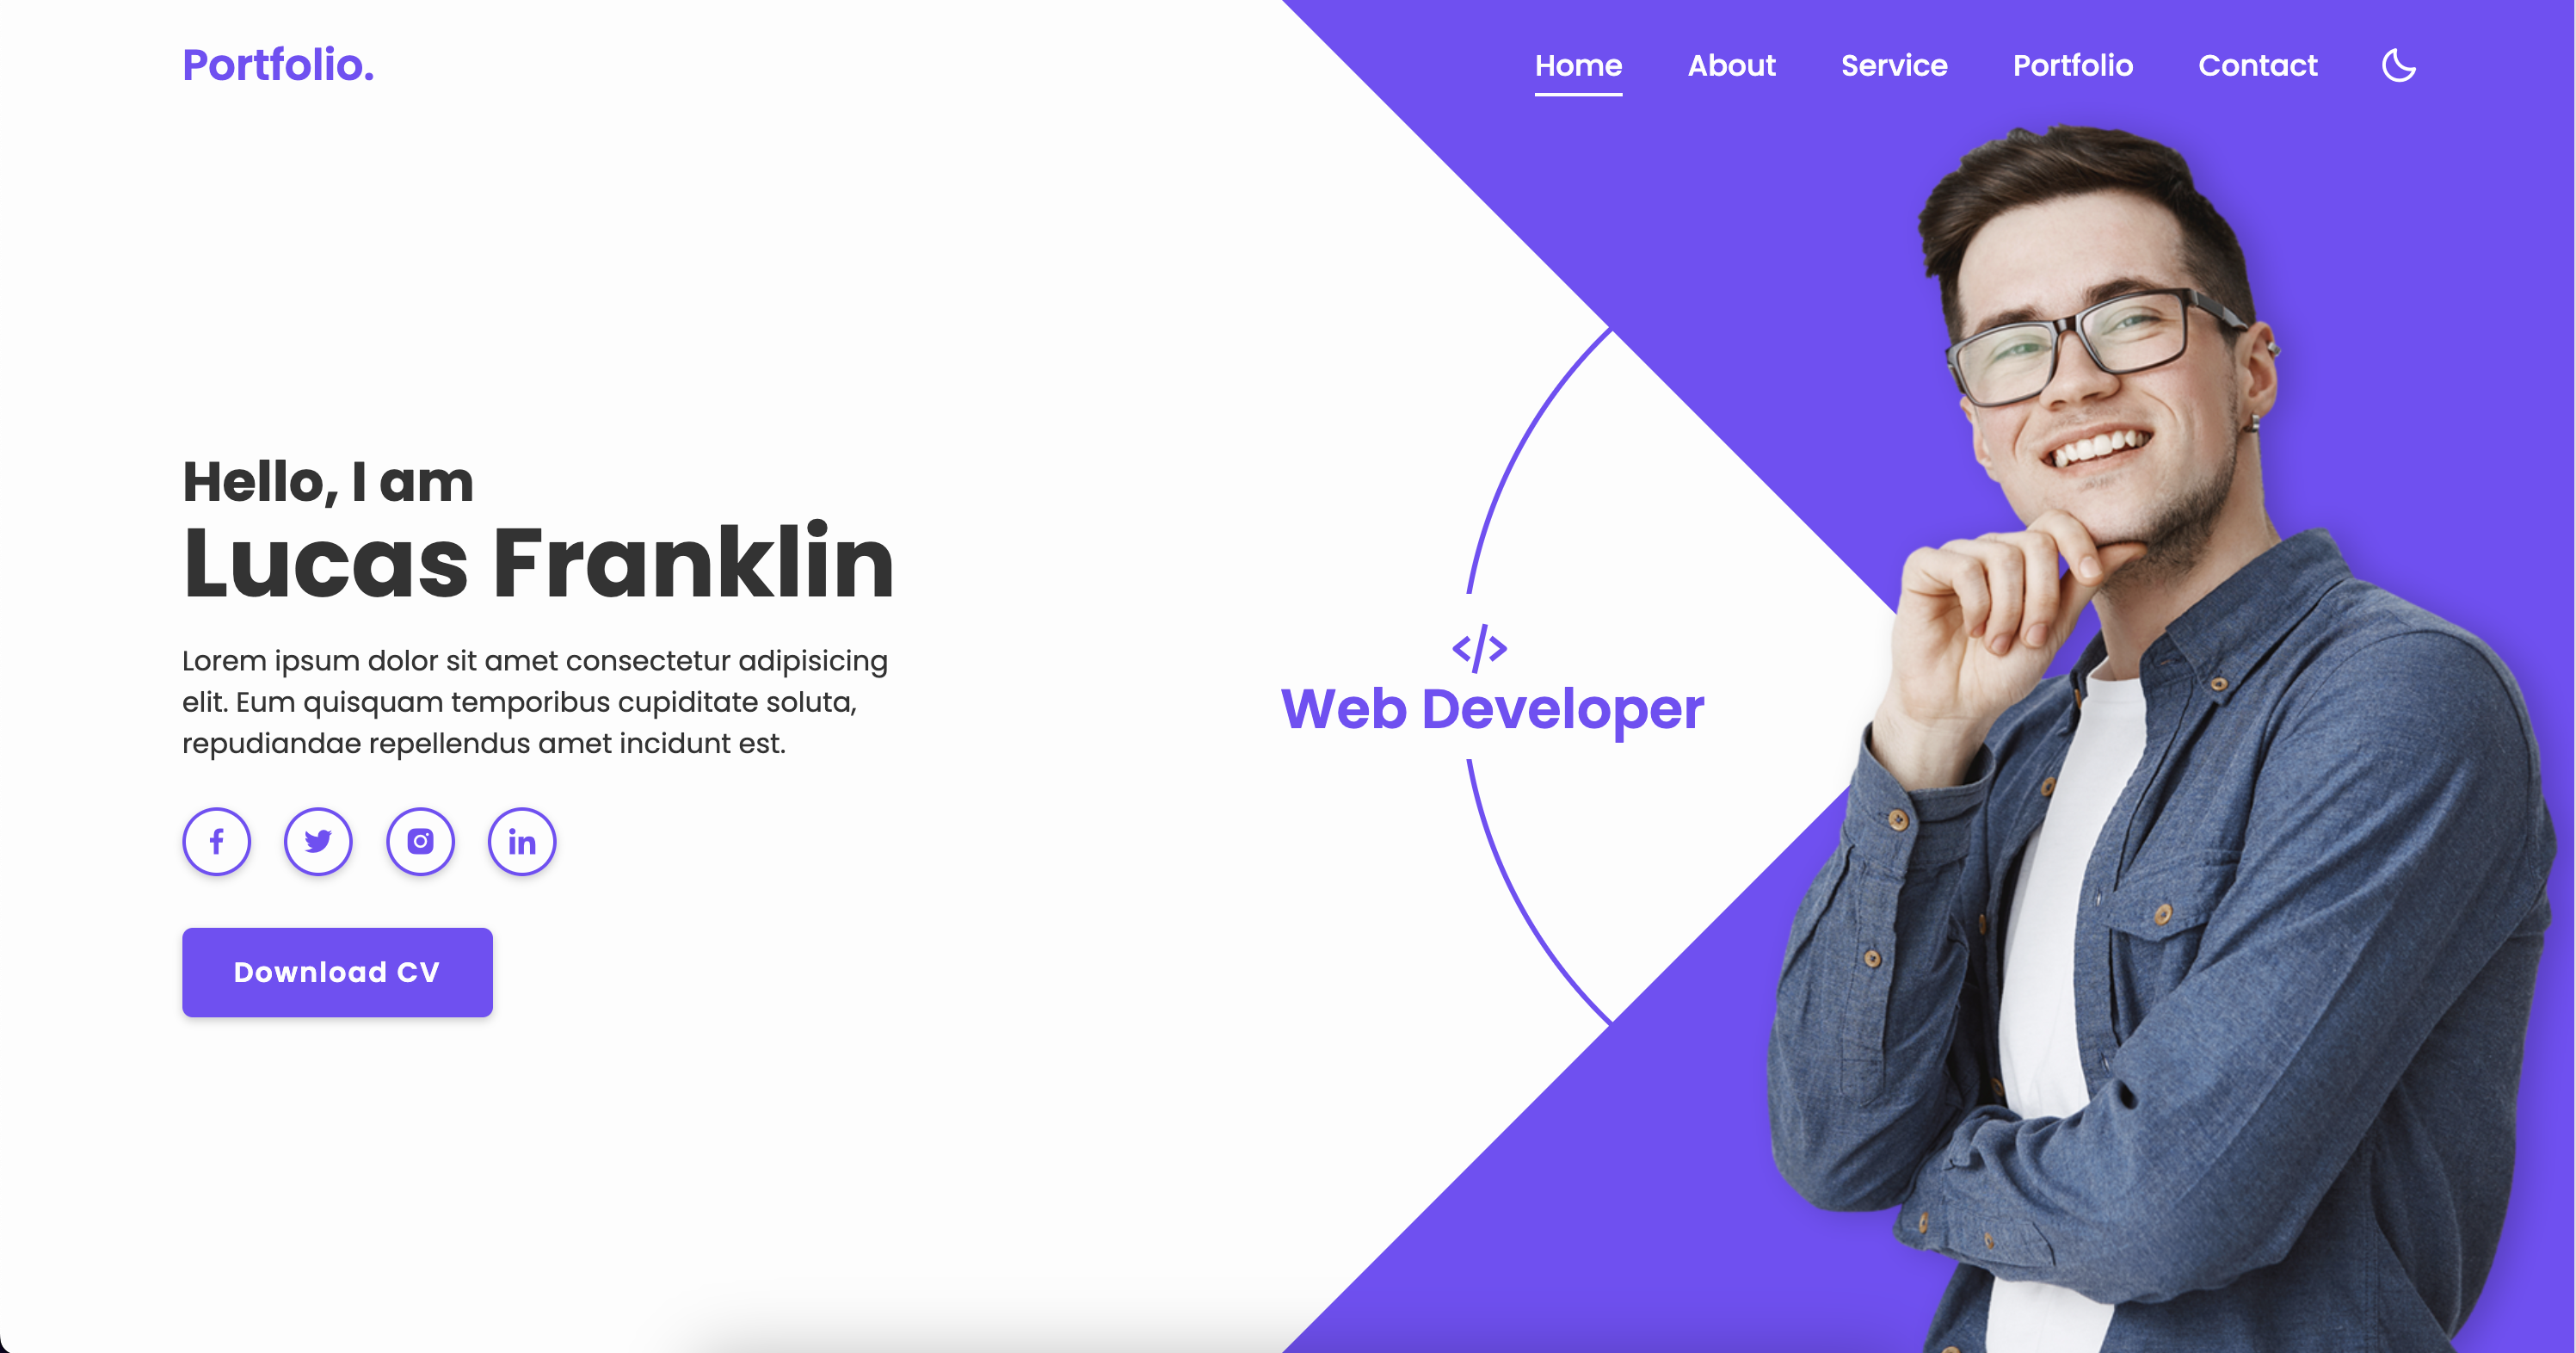 Portfolio.
Home About Service Portfolio Contact
Hello, I am
Lucas Franklin
Lorem ipsum dolor sit amet consectetur adipisicing
elit. Eum quisquam temporibus cupiditate soluta,
repudiandae repellendus amet incidunt est.
Download CV
</>
Web Developer